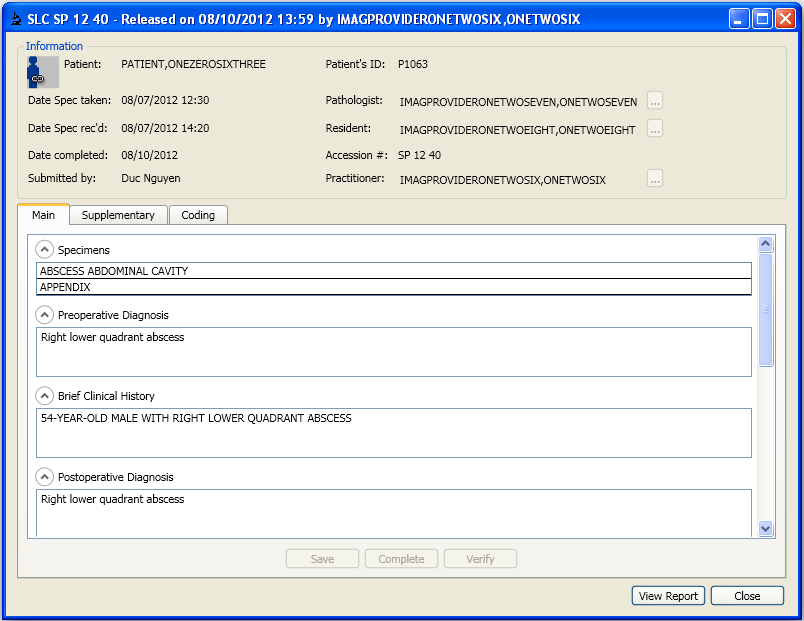 SLC SP 12 40 - Released on 08/10/2012 13:59 by IMAGPROVIDERONETWOSIX,ONETWOSIX
Information
Patient: PATIENT,ONEZEROSIXTHREE Patient's ID: P1063
Date Spec taken: 08/07/2012 12:30 Pathologist: IMAGPROVIDERONETWOSEVEN,ONETWOSEVEN ...
Date Spec rec'd: 08/07/2012 14:20 Resident: IMAGPROVIDERONETWOEIGHT,ONETWOEIGHT ...
Date completed: 08/10/2012 Accession #: SP 12 40
Submitted by: Duc Nguyen Practitioner: IMAGPROVIDERONETWOSIX,ONETWOSIX ...
Main Supplementary Coding
Specimens
ABSCESS ABDOMINAL CAVITY
APPENDIX
Preoperative Diagnosis
Right lower quadrant abscess
Brief Clinical History
54-YEAR-OLD MALE WITH RIGHT LOWER QUADRANT ABSCESS
Postoperative Diagnosis
Right lower quadrant abscess
Save Complete Verify
View Report Close